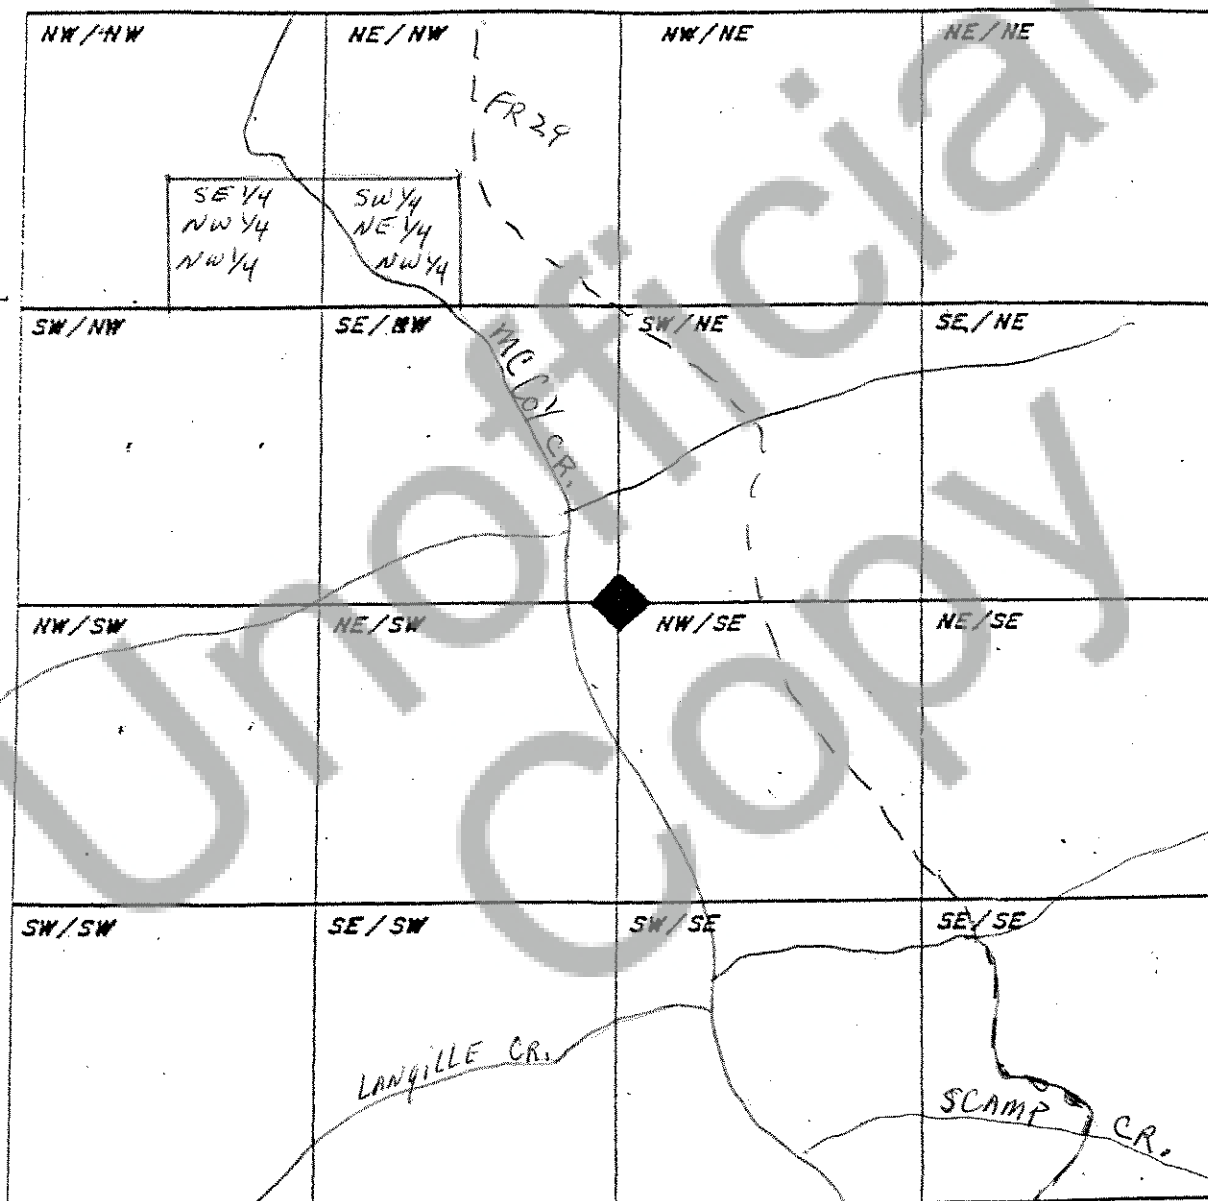 NW/NW
NE/NW
NW/NE
NE/NE
FR 29
SE 1/4
NW 1/4
NW 1/4
SW 1/4
NE 1/4
NW 1/4
SW/NW
SE/NW
SW/NE
SE/NE
MCCOY CR.
NW/SW
NE/SW
NW/SE
NE/SE
SW/SW
SE/SW
SW/SE
SE/SE
LANGILLE CR.
SCAMP CR.
Unofficial
Copy